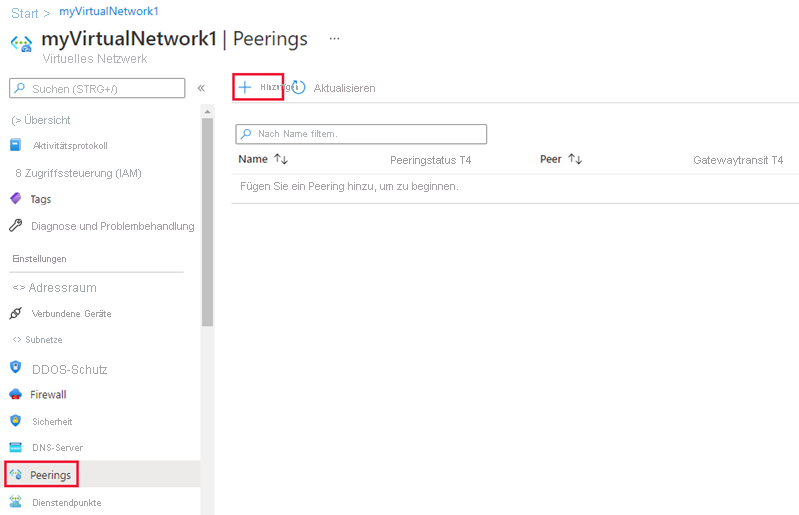 Start > myVirtualNetwork1
myVirtualNetwork1 | Peerings ...
Virtuelles Netzwerk
Suchen (STRG+/) «
+ Hinzufügen Aktualisieren
(> Übersicht
Aktivitätsprotokoll
8 Zugriffssteuerung (IAM)
Tags
Diagnose und Problembehandlung
Einstellungen
<> Adressraum
Verbundene Geräte
<> Subnetze
DDOS-Schutz
Firewall
Sicherheit
DNS-Server
Peerings
Dienstendpunkte
Nach Name filtern.
Name ↑↓ Peeringstatus T4 Peer ↑↓ Gatewaytransit T4
Fügen Sie ein Peering hinzu, um zu beginnen.